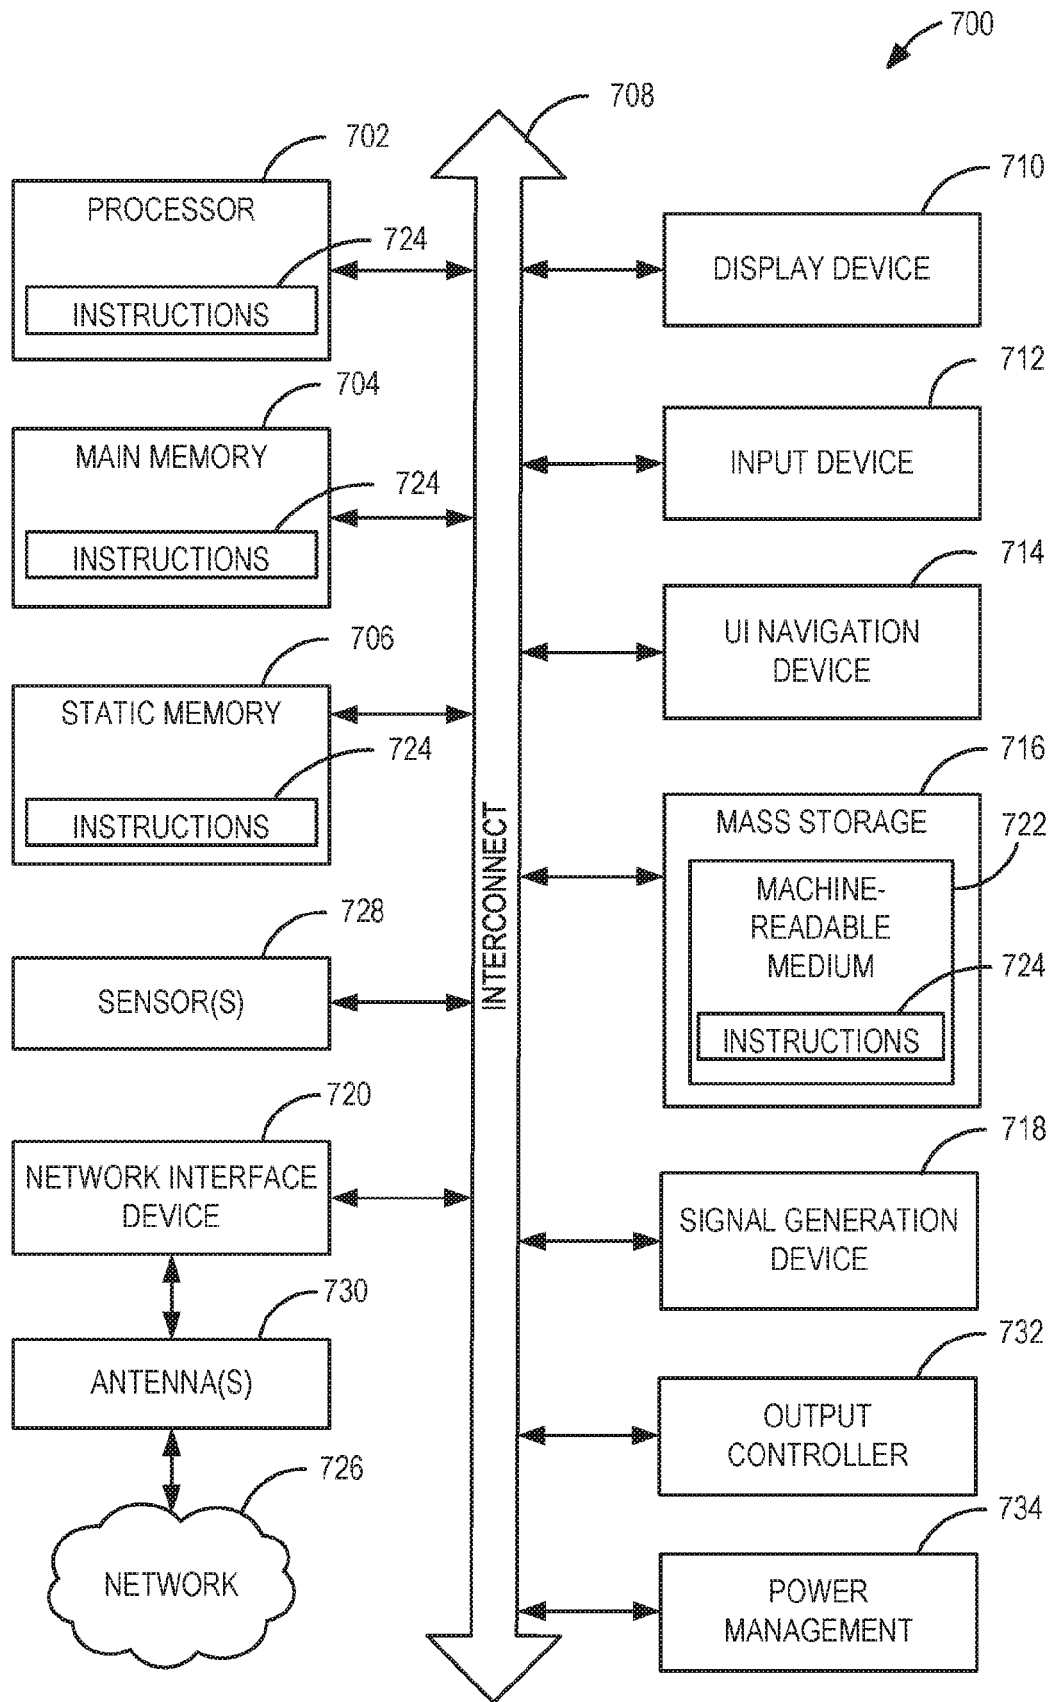 700
708
702
PROCESSOR
724
INSTRUCTIONS
704
MAIN MEMORY
724
INSTRUCTIONS
706
STATIC MEMORY
724
INSTRUCTIONS
728
SENSOR(S)
720
NETWORK INTERFACE
DEVICE
730
ANTENNA(S)
726
NETWORK
INTERCONNECT
710
DISPLAY DEVICE
712
INPUT DEVICE
714
UI NAVIGATION
DEVICE
716
MASS STORAGE
722
MACHINE-
READABLE
MEDIUM
724
INSTRUCTIONS
718
SIGNAL GENERATION
DEVICE
732
OUTPUT
CONTROLLER
734
POWER
MANAGEMENT